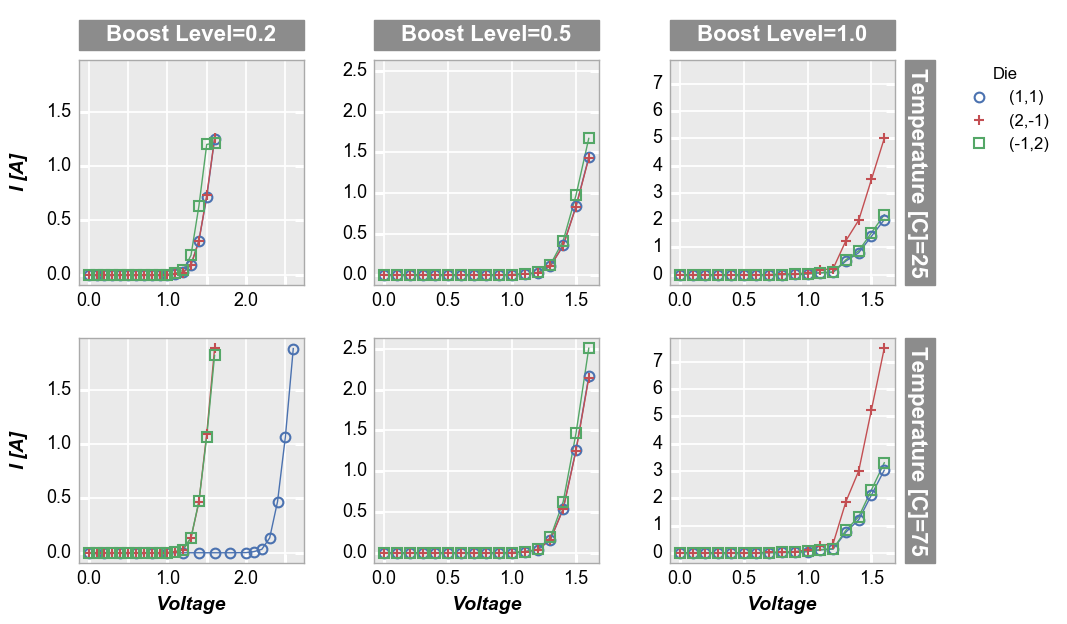 Boost Level=0.2
Boost Level=0.5
Boost Level=1.0
Die
(1,1)
(2,-1)
(-1,2)
Temperature [C]=25
I [A]
1.5
1.0
0.5
0.0
0.0 1.0 2.0
2.5
2.0
1.5
1.0
0.5
0.0
0.0 0.5 1.0 1.5
7
6
5
4
3
2
1
0
0.0 0.5 1.0 1.5
Temperature [C]=75
I [A]
1.5
1.0
0.5
0.0
0.0 1.0 2.0
Voltage
2.5
2.0
1.5
1.0
0.5
0.0
0.0 0.5 1.0 1.5
Voltage
7
6
5
4
3
2
1
0
0.0 0.5 1.0 1.5
Voltage